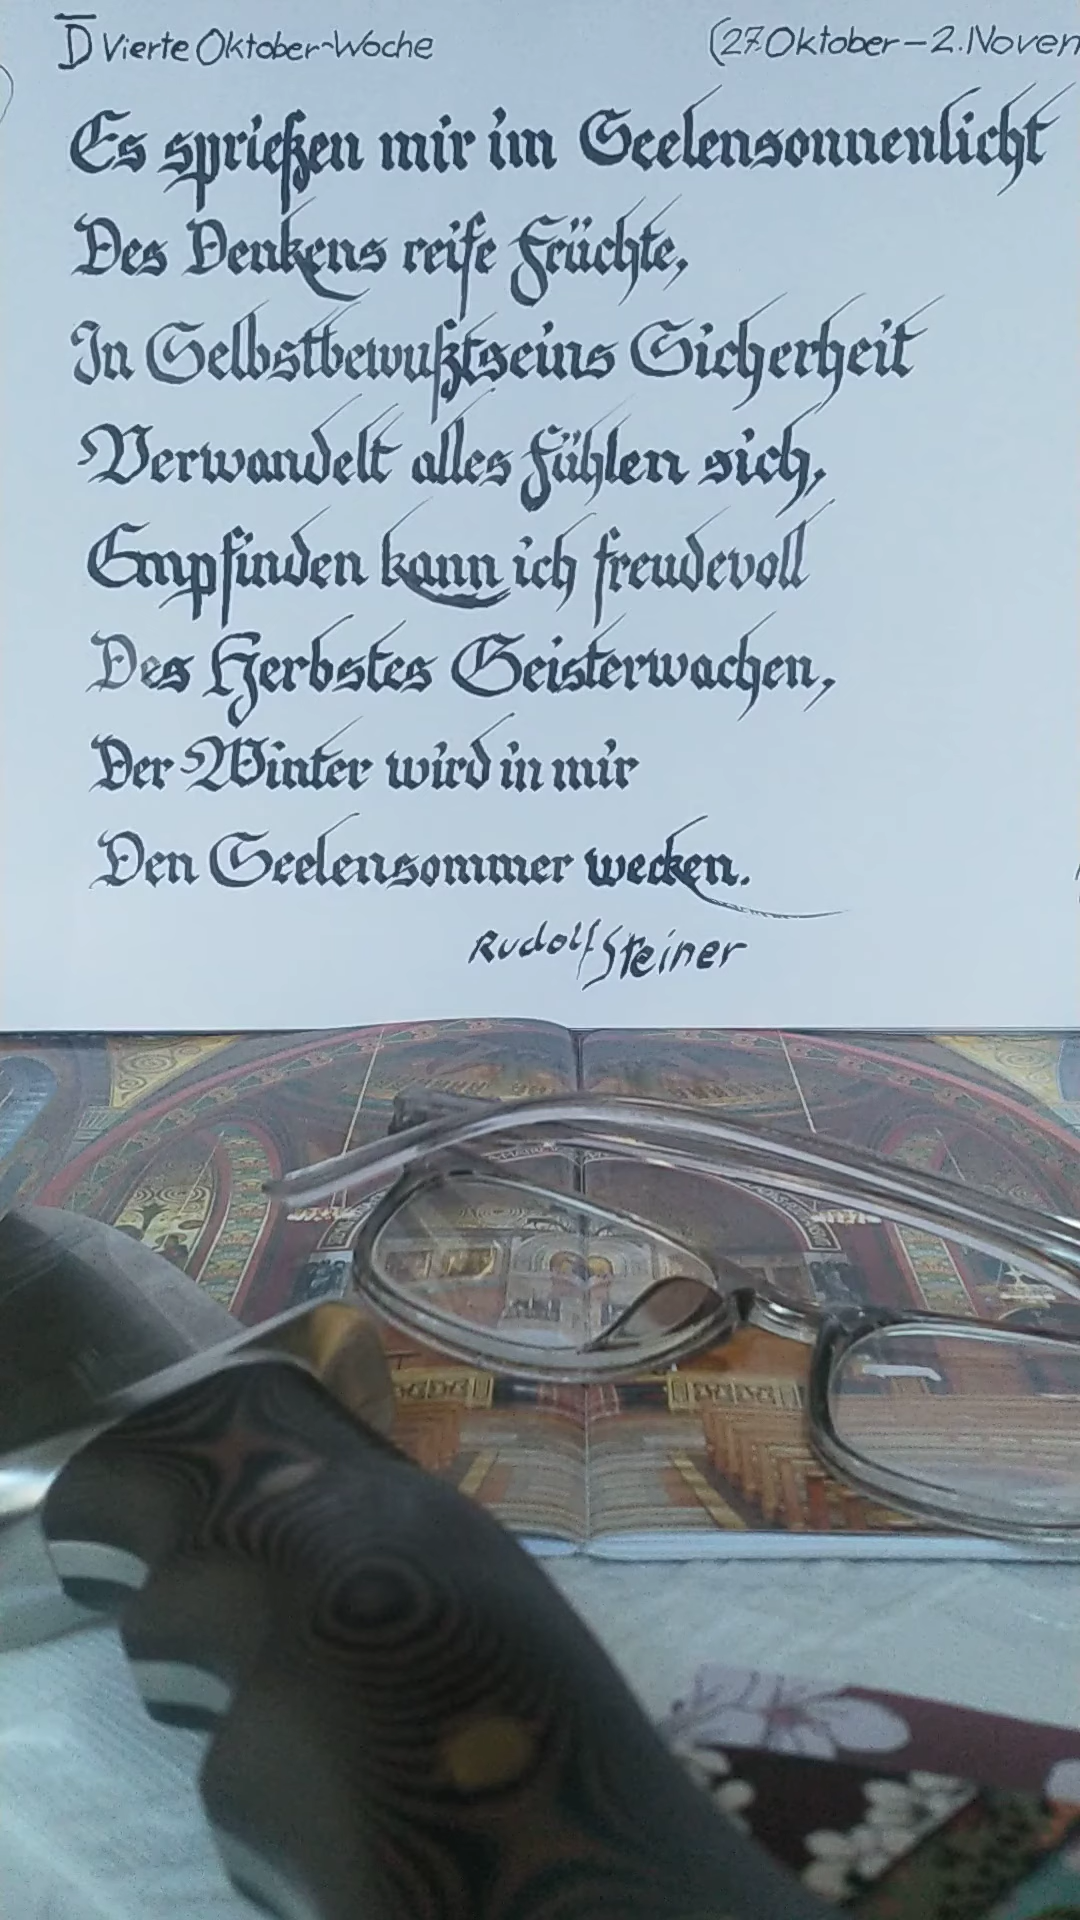 D̅ Vierte Oktober-Woche (27.Oktober – 2.Novem
Es sprießen mir im Seelensonnenlicht
Des Denkens reife Früchte,
In Selbstbewußtseins Sicherheit
Verwandelt alles Fühlen sich,
Empfinden kann ich freudevoll
Des Herbstes Geisterwachen,
Der Winter wird in mir
Den Seelensommer wecken.
Rudolf Steiner